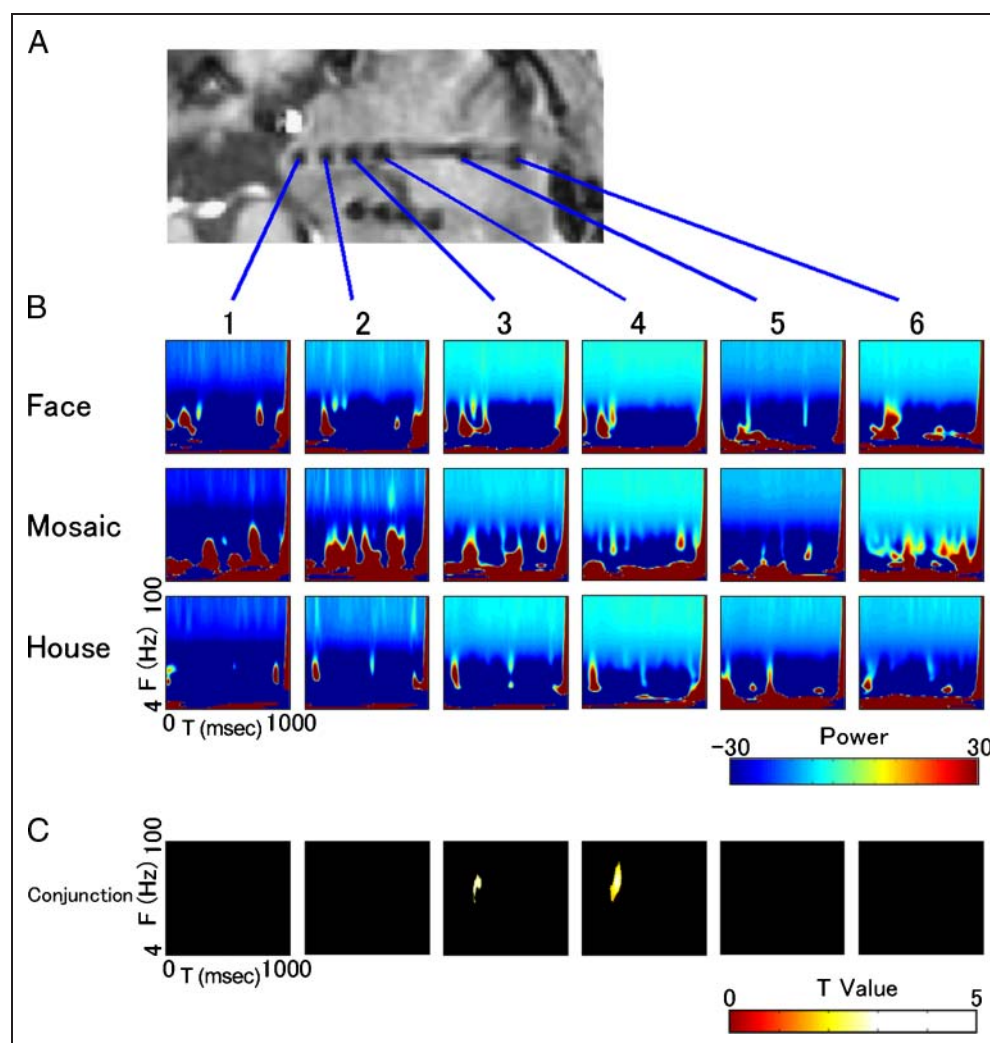 A
B
1 2 3 4 5 6
Face
Mosaic
House
4 F (Hz) 100
0 T (msec) 1000
Power
-30 30
C
Conjunction
4 F (Hz) 100
0 T (msec) 1000
T Value
0 5